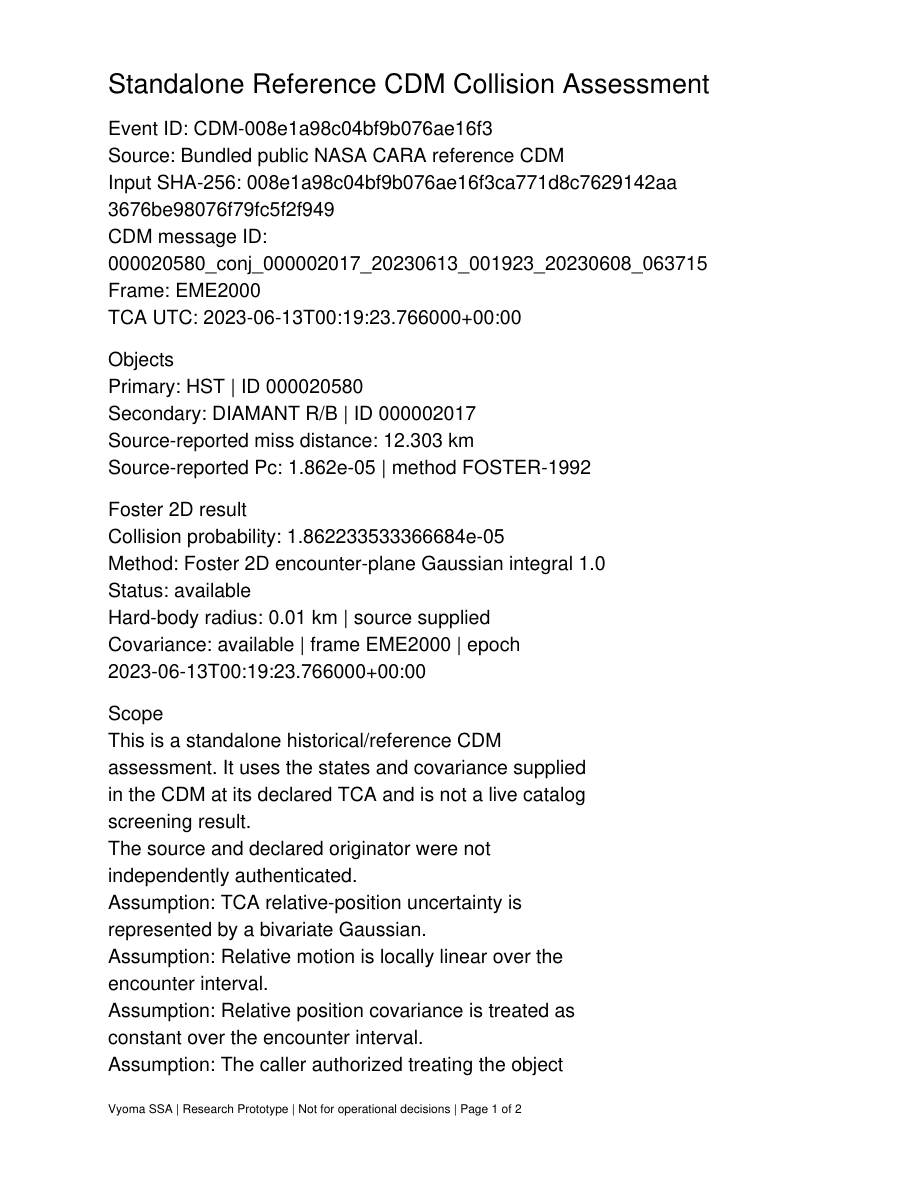 Standalone Reference CDM Collision Assessment
Event ID: CDM-008e1a98c04bf9b076ae16f3
Source: Bundled public NASA CARA reference CDM
Input SHA-256: 008e1a98c04bf9b076ae16f3ca771d8c7629142aa
3676be98076f79fc5f2f949
CDM message ID:
000020580_conj_000002017_20230613_001923_20230608_063715
Frame: EME2000
TCA UTC: 2023-06-13T00:19:23.766000+00:00
Objects
Primary: HST | ID 000020580
Secondary: DIAMANT R/B | ID 000002017
Source-reported miss distance: 12.303 km
Source-reported Pc: 1.862e-05 | method FOSTER-1992
Foster 2D result
Collision probability: 1.862233533366684e-05
Method: Foster 2D encounter-plane Gaussian integral 1.0
Status: available
Hard-body radius: 0.01 km | source supplied
Covariance: available | frame EME2000 | epoch
2023-06-13T00:19:23.766000+00:00
Scope
This is a standalone historical/reference CDM
assessment. It uses the states and covariance supplied
in the CDM at its declared TCA and is not a live catalog
screening result.
The source and declared originator were not
independently authenticated.
Assumption: TCA relative-position uncertainty is
represented by a bivariate Gaussian.
Assumption: Relative motion is locally linear over the
encounter interval.
Assumption: Relative position covariance is treated as
constant over the encounter interval.
Assumption: The caller authorized treating the object
Vyoma SSA | Research Prototype | Not for operational decisions | Page 1 of 2